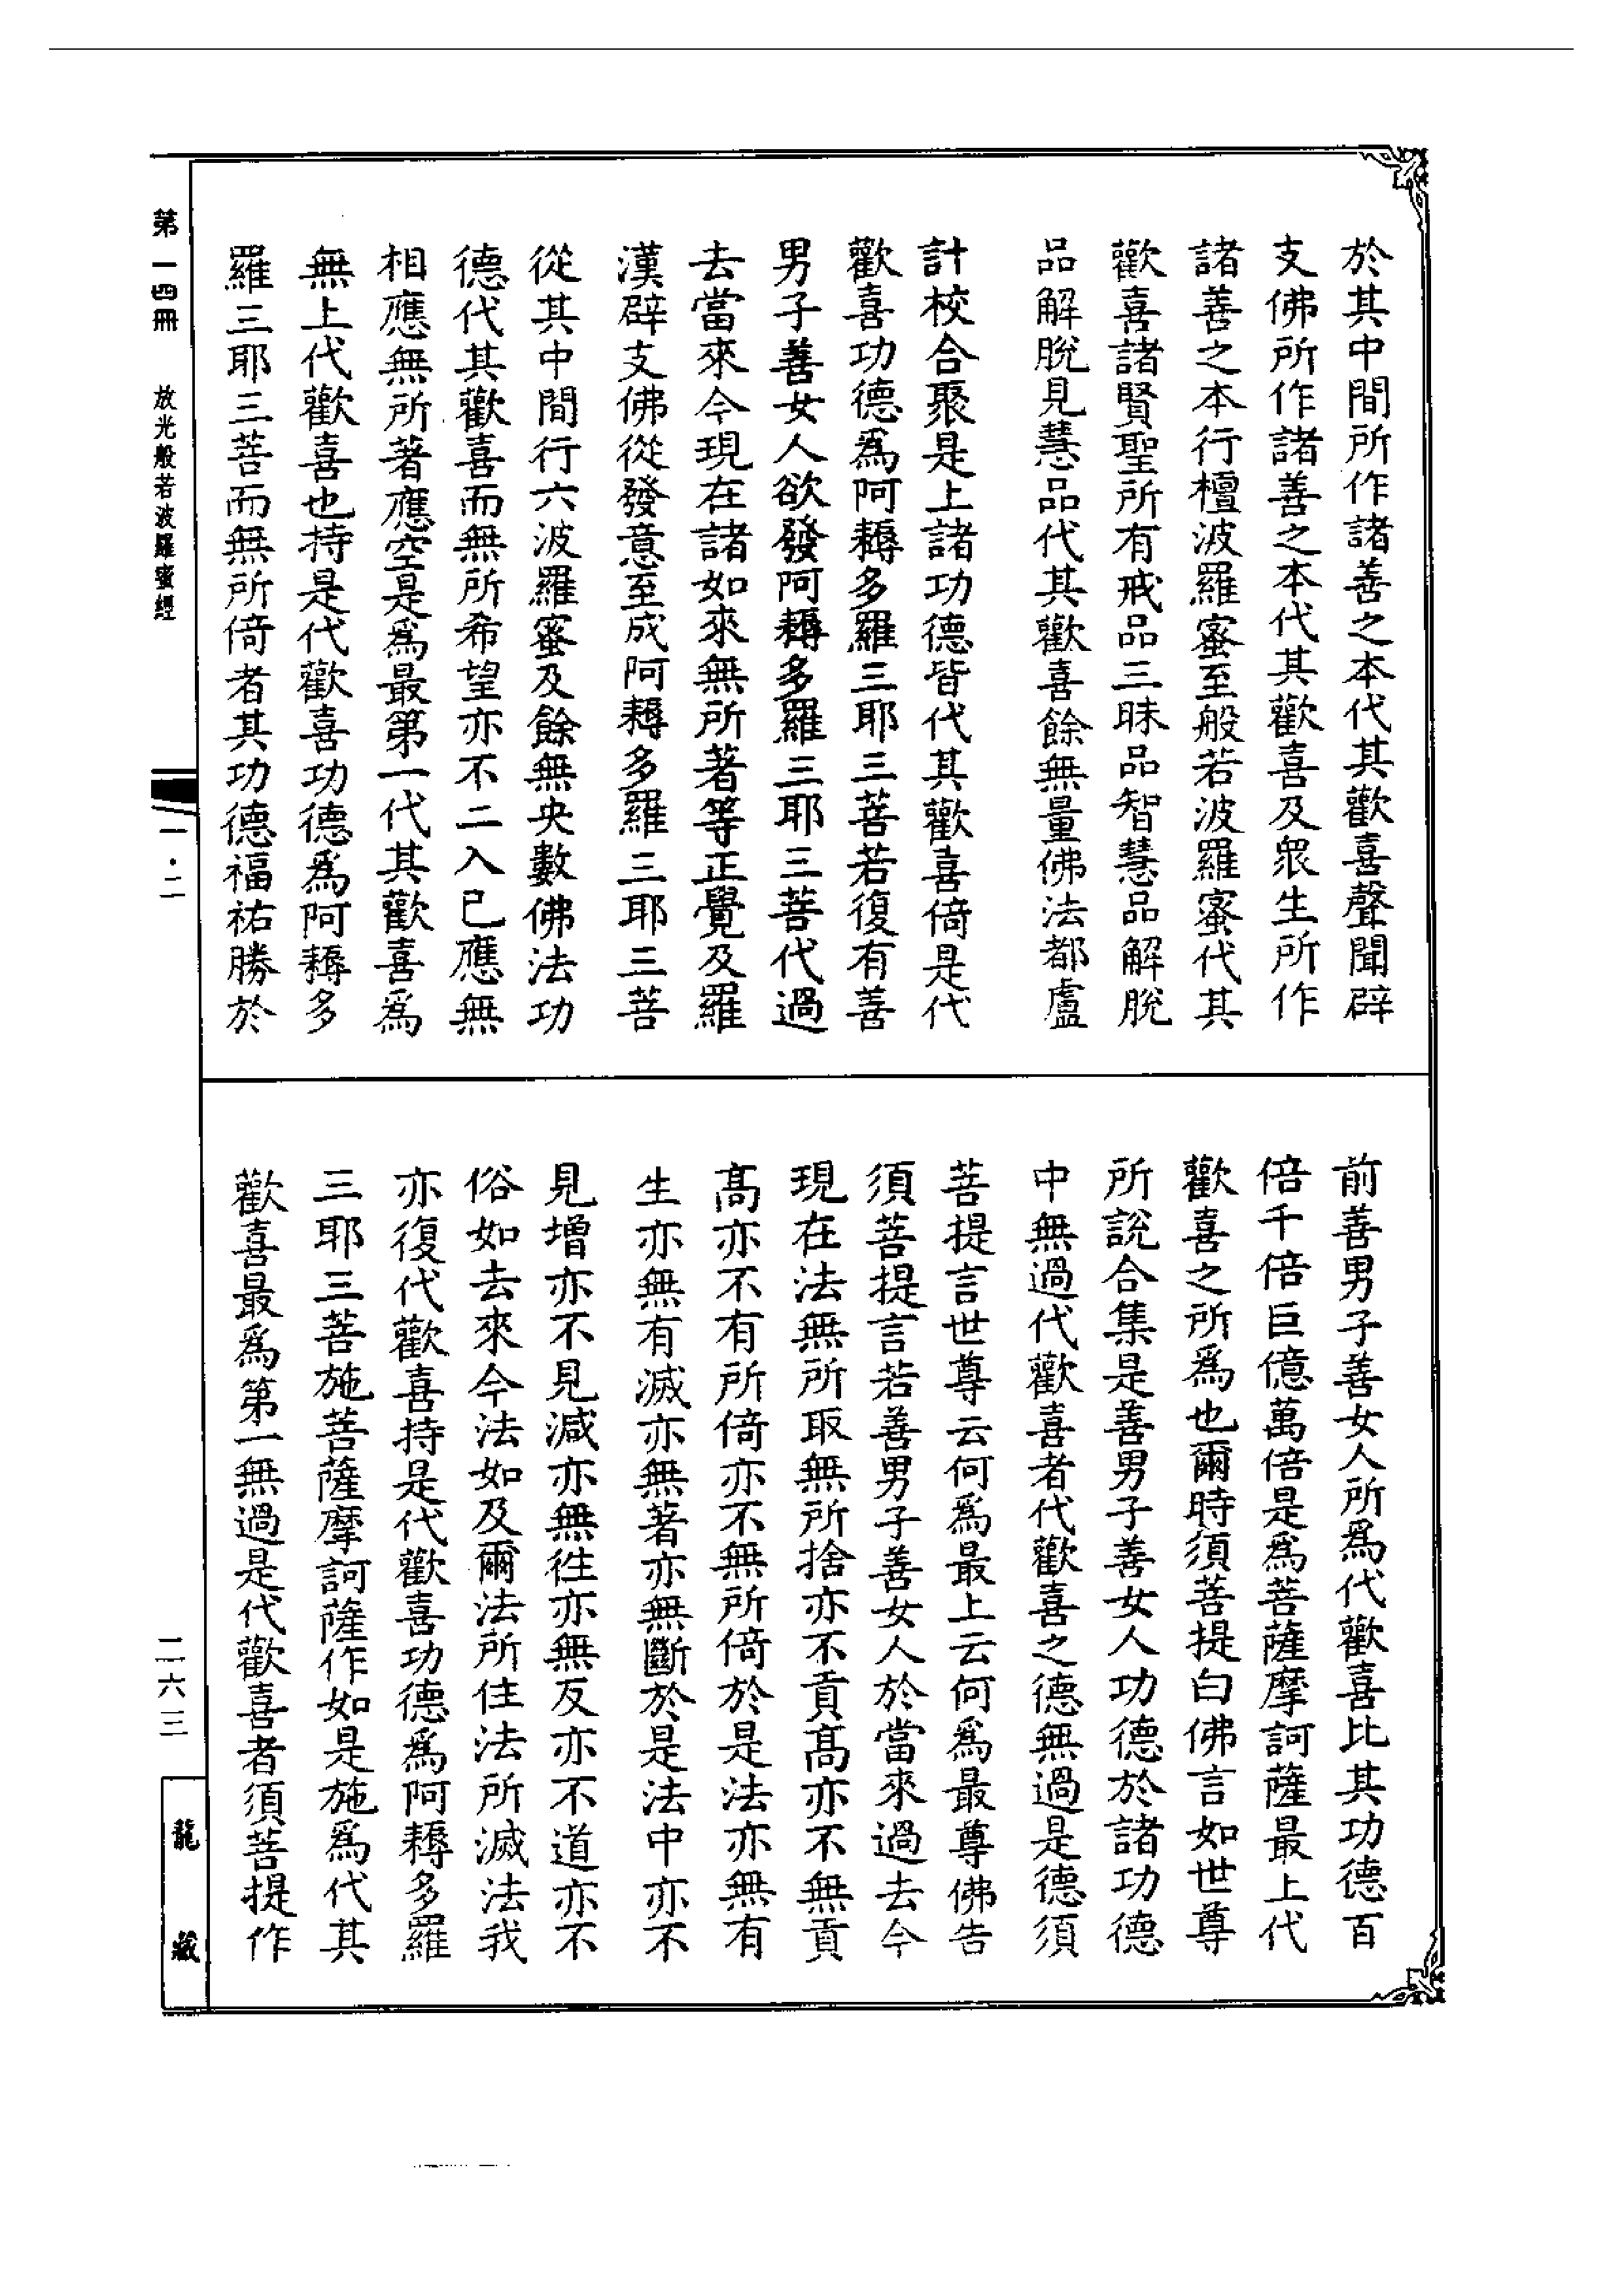 於其中間所作諸善之本代其歡喜聲聞辟
支佛所作諸善之本代其歡喜及眾生所作
諸善之本行檀波羅蜜至般若波羅蜜代其
歡喜諸賢聖所有戒品三昧品智慧品解脫
品解脫見慧品代其歡喜餘無量佛法都盧
計校合聚是上諸功德皆代其歡喜倚是代
歡喜功德爲阿耨多羅三耶三菩若復有善
男子善女人欲發阿耨多羅三耶三菩代過
去當來今現在諸如來無所著等正覺及羅
漢辟支佛從發意至成阿耨多羅三耶三菩
從其中間行六波羅蜜及餘無央數佛法功
德代其歡喜而無所希望亦不二入已應無
相應無所著應空是爲最第一代其歡喜爲
無上代歡喜也持是代歡喜功德爲阿耨多
羅三耶三菩而無所倚者其功德福祐勝於
前善男子善女人所爲代歡喜比其功德百
倍千倍巨億萬倍是爲菩薩摩訶薩最上代
歡喜之所爲也爾時須菩提白佛言如世尊
所說合集是善男子善女人功德於諸功德
中無過代歡喜者代歡喜之德無過是德須
菩提言世尊云何爲最上云何爲最尊佛告
須菩提言若善男子善女人於當來過去今
現在法無所取無所捨亦不貢高亦不無貢
高亦不有所倚亦不無所倚於是法亦無有
生亦無有滅亦無著亦無斷於是法中亦不
見增亦不見減亦無徃亦無反亦不道亦不
俗如去來今法如及爾法所住法所滅法我
亦復代歡喜持是代歡喜功德爲阿耨多羅
三耶三菩施菩薩摩訶薩作如是施爲代其
歡喜最爲第一無過是代歡喜者須菩提作
第一四冊 放光般若波羅蜜經
一·二
二六三
龍藏